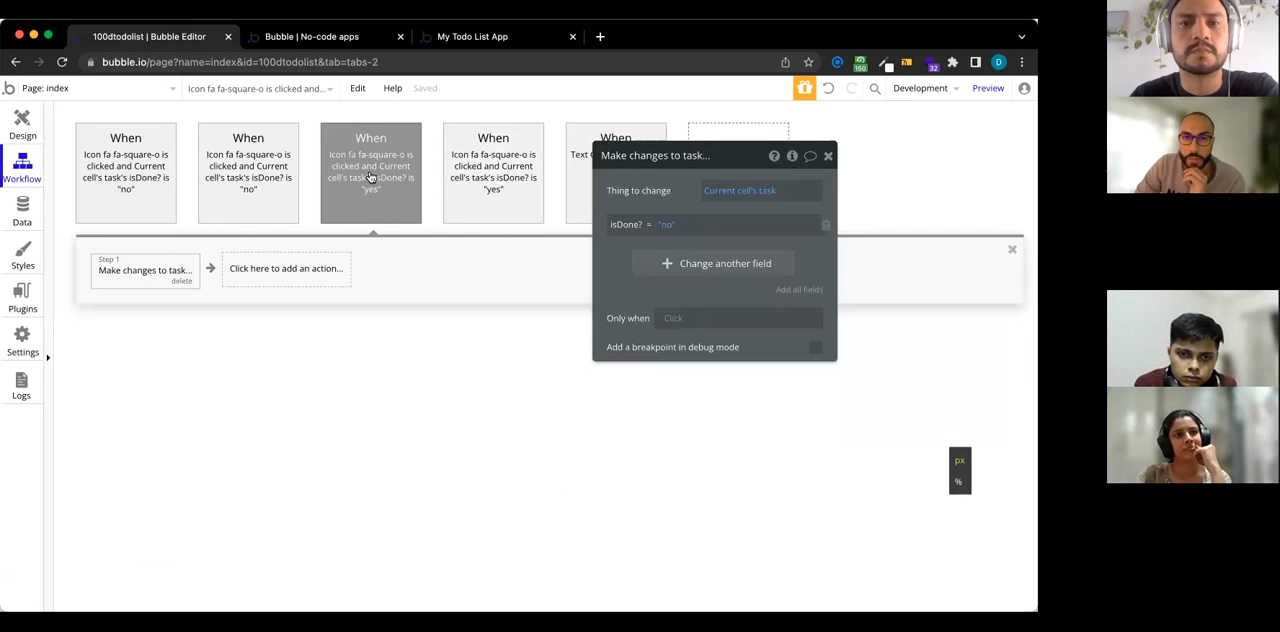 100dtodolist | Bubble Editor
Bubble | No-code apps
My Todo List App
bubble.io/page?name=index&id=100dtodolist&tab=tabs-2
150
32
D
Page: index
Icon fa fa-square-o is clicked and...
Edit
Help
Saved
Development
Preview
Design
Workflow
Data
Styles
Plugins
Settings
Logs
When
Icon fa fa-square-o is
clicked and Current
cell's task's isDone? is
"no"
When
Icon fa fa-square-o is
clicked and Current
cell's task's isDone? is
"no"
When
Icon fa fa-square-o is
clicked and Current
cell's task's isDone? is
"yes"
When
Icon fa fa-square-o is
clicked and Current
cell's task's isDone? is
"yes"
When
Text
Step 1
Make changes to task...
delete
Click here to add an action...
Make changes to task...
Thing to change
Current cell's task
isDone? = "no"
Change another field
Add all fields
Only when
Click
Add a breakpoint in debug mode
px
%